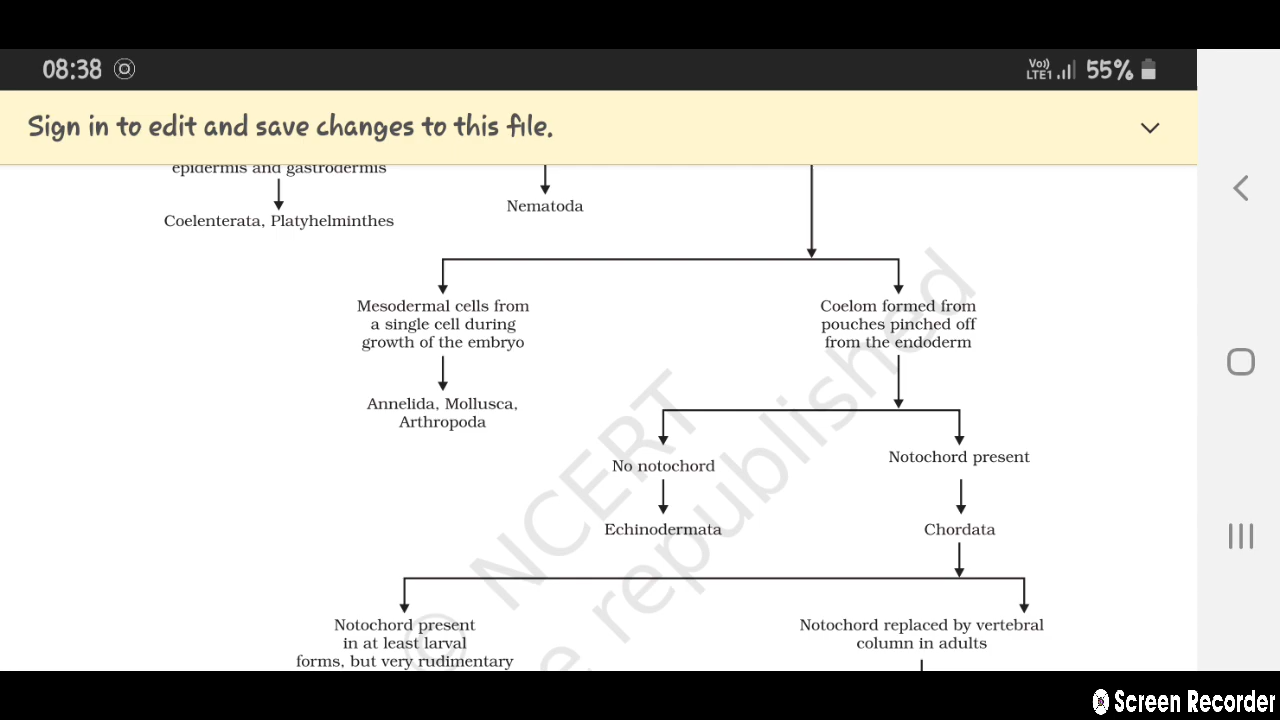 08:38
Vo)) LTE1 55%
Sign in to edit and save changes to this file.
epidermis and gastrodermis
Coelenterata, Platyhelminthes
Nematoda
Mesodermal cells from
a single cell during
growth of the embryo
Coelom formed from
pouches pinched off
from the endoderm
Annelida, Mollusca,
Arthropoda
No notochord
Notochord present
Echinodermata
Chordata
Notochord present
in at least larval
forms, but very rudimentary
Notochord replaced by vertebral
column in adults
© NCERT
be republished
Screen Recorder